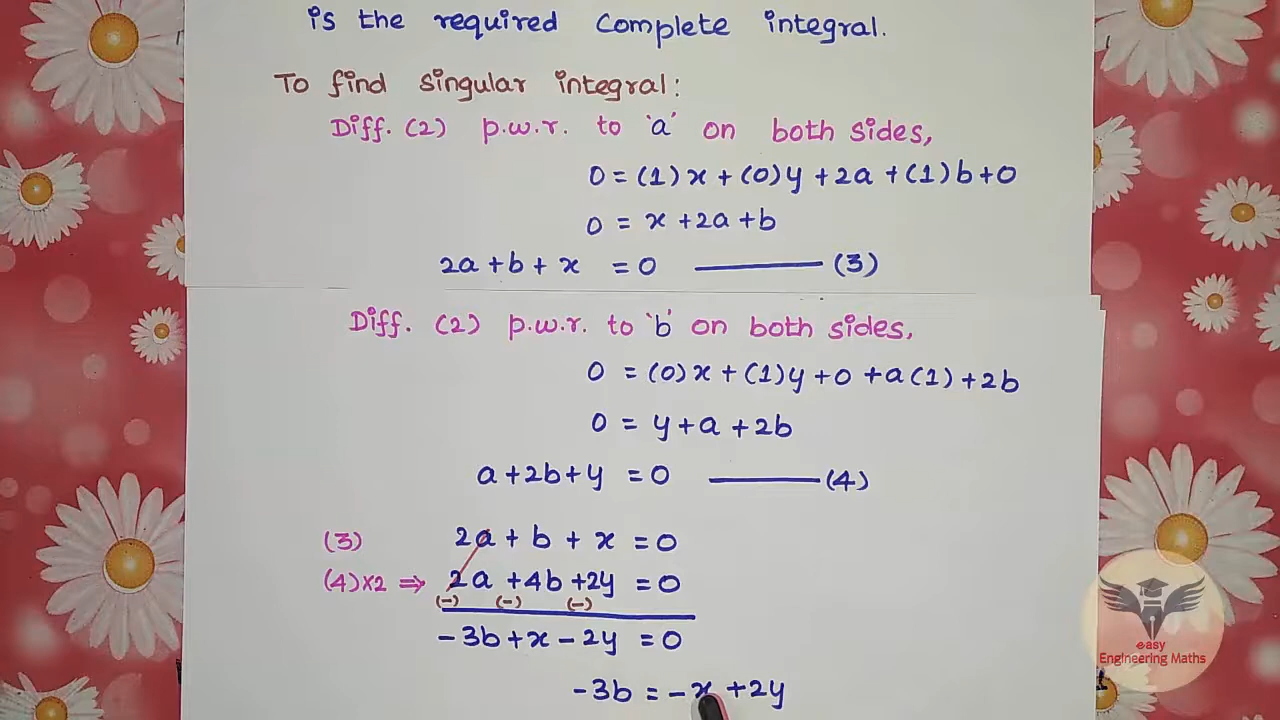 is the required complete integral.
To find singular integral:
Diff. (2) p.w.r. to 'a' on both sides,
0 = (1)x + (0)y + 2a + (1)b + 0
0 = x + 2a + b
2a + b + x = 0 ——— (3)
Diff. (2) p.w.r. to 'b' on both sides,
0 = (0)x + (1)y + 0 + a(1) + 2b
0 = y + a + 2b
a + 2b + y = 0 ——— (4)
(3) 2a + b + x = 0
(4)x2 ⇒ 2a + 4b + 2y = 0
(-) (-) (-)
-3b + x - 2y = 0
-3b = -x + 2y
easy
Engineering Maths